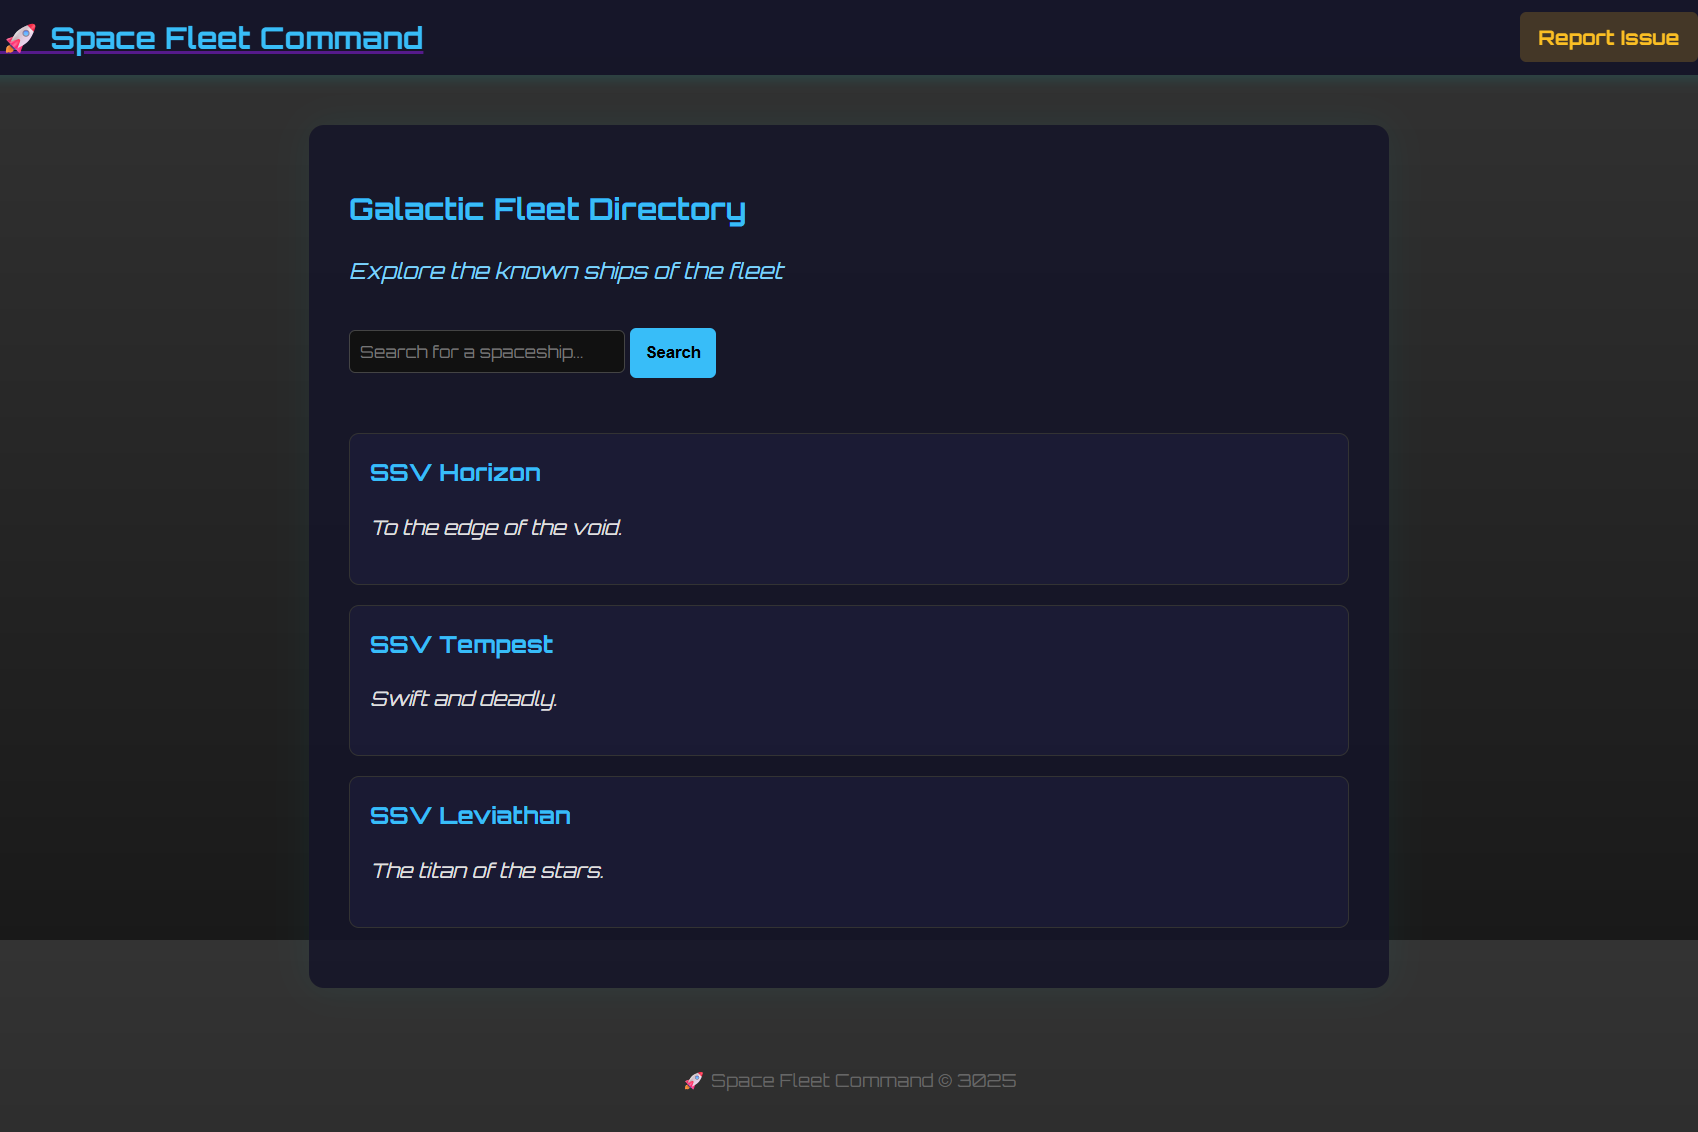 🚀 Space Fleet Command
Report Issue
Galactic Fleet Directory
Explore the known ships of the fleet
Search for a spaceship...
Search
SSV Horizon
To the edge of the void.
SSV Tempest
Swift and deadly.
SSV Leviathan
The titan of the stars.
🚀 Space Fleet Command © 3025